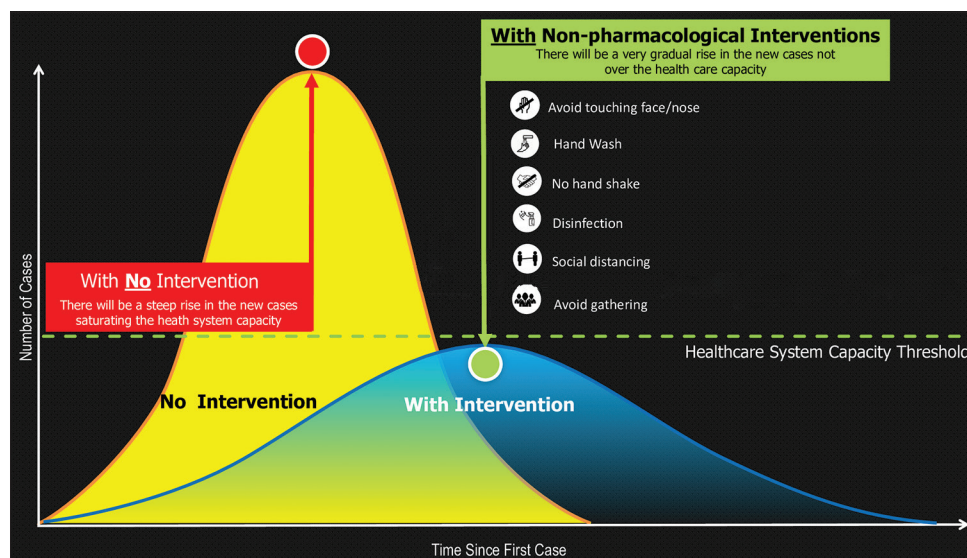 With Non-pharmacological Interventions
There will be a very gradual rise in the new cases not
over the health care capacity
Avoid touching face/nose
Hand Wash
No hand shake
Disinfection
Social distancing
Avoid gathering
With No Intervention
There will be a steep rise in the new cases
saturating the heath system capacity
Number of Cases
Healthcare System Capacity Threshold
No Intervention
With Intervention
Time Since First Case